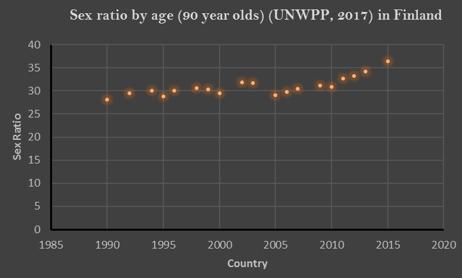 Sex ratio by age (90 year olds) (UNWPP, 2017) in Finland
40
35
30
25
20
15
10
5
0
Sex Ratio
1985 1990 1995 2000 2005 2010 2015 2020
Country